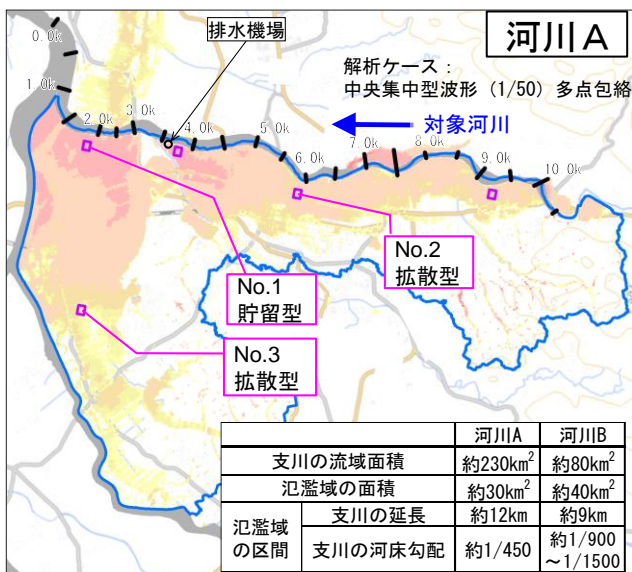 河川A
排水機場
解析ケース：
中央集中型波形（1/50）多点包絡
対象河川
0.0k
1.0k
2.0k
3.0k
4.0k
5.0k
6.0k
7.0k
8.0k
9.0k
10.0k
No.1
貯留型
No.2
拡散型
No.3
拡散型
河川A 河川B
支川の流域面積 約230km² 約80km²
氾濫域の面積 約30km² 約40km²
氾濫域の区間 支川の延長 約12km 約9km
支川の河床勾配 約1/450 約1/900
～1/1500